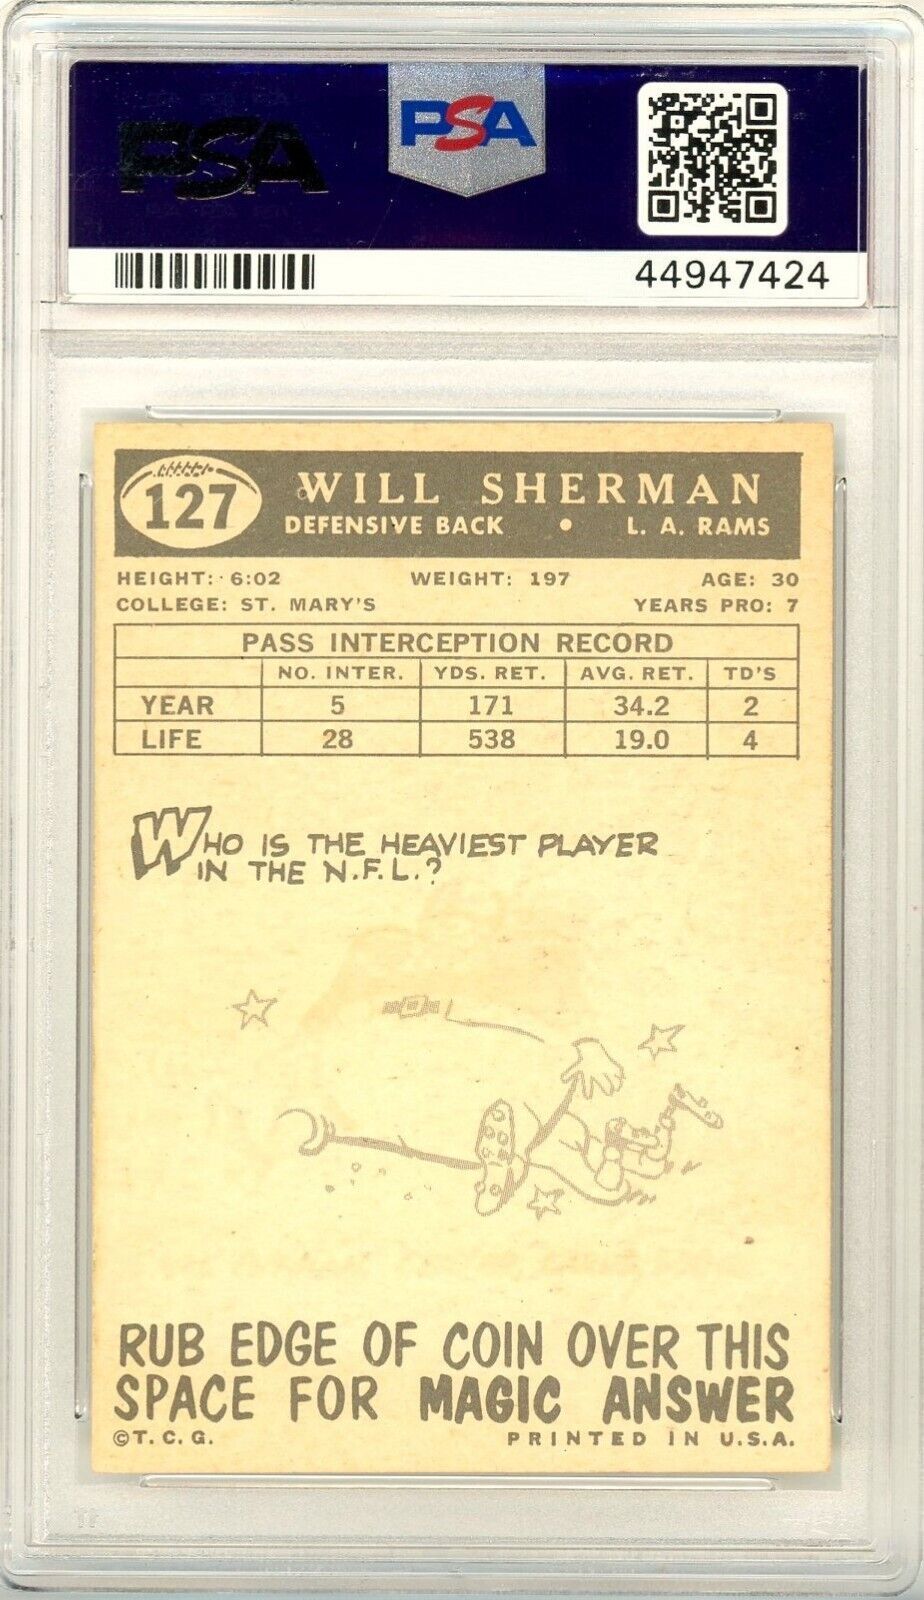 PSA
PSA
44947424
127
WILL SHERMAN
DEFENSIVE BACK • L. A. RAMS
HEIGHT: 6:02 WEIGHT: 197 AGE: 30
COLLEGE: ST. MARY'S YEARS PRO: 7
PASS INTERCEPTION RECORD
NO. INTER. YDS. RET. AVG. RET. TD'S
YEAR 5 171 34.2 2
LIFE 28 538 19.0 4
WHO IS THE HEAVIEST PLAYER
IN THE N.F.L.?
RUB EDGE OF COIN OVER THIS
SPACE FOR MAGIC ANSWER
©T. C. G. PRINTED IN U.S.A.